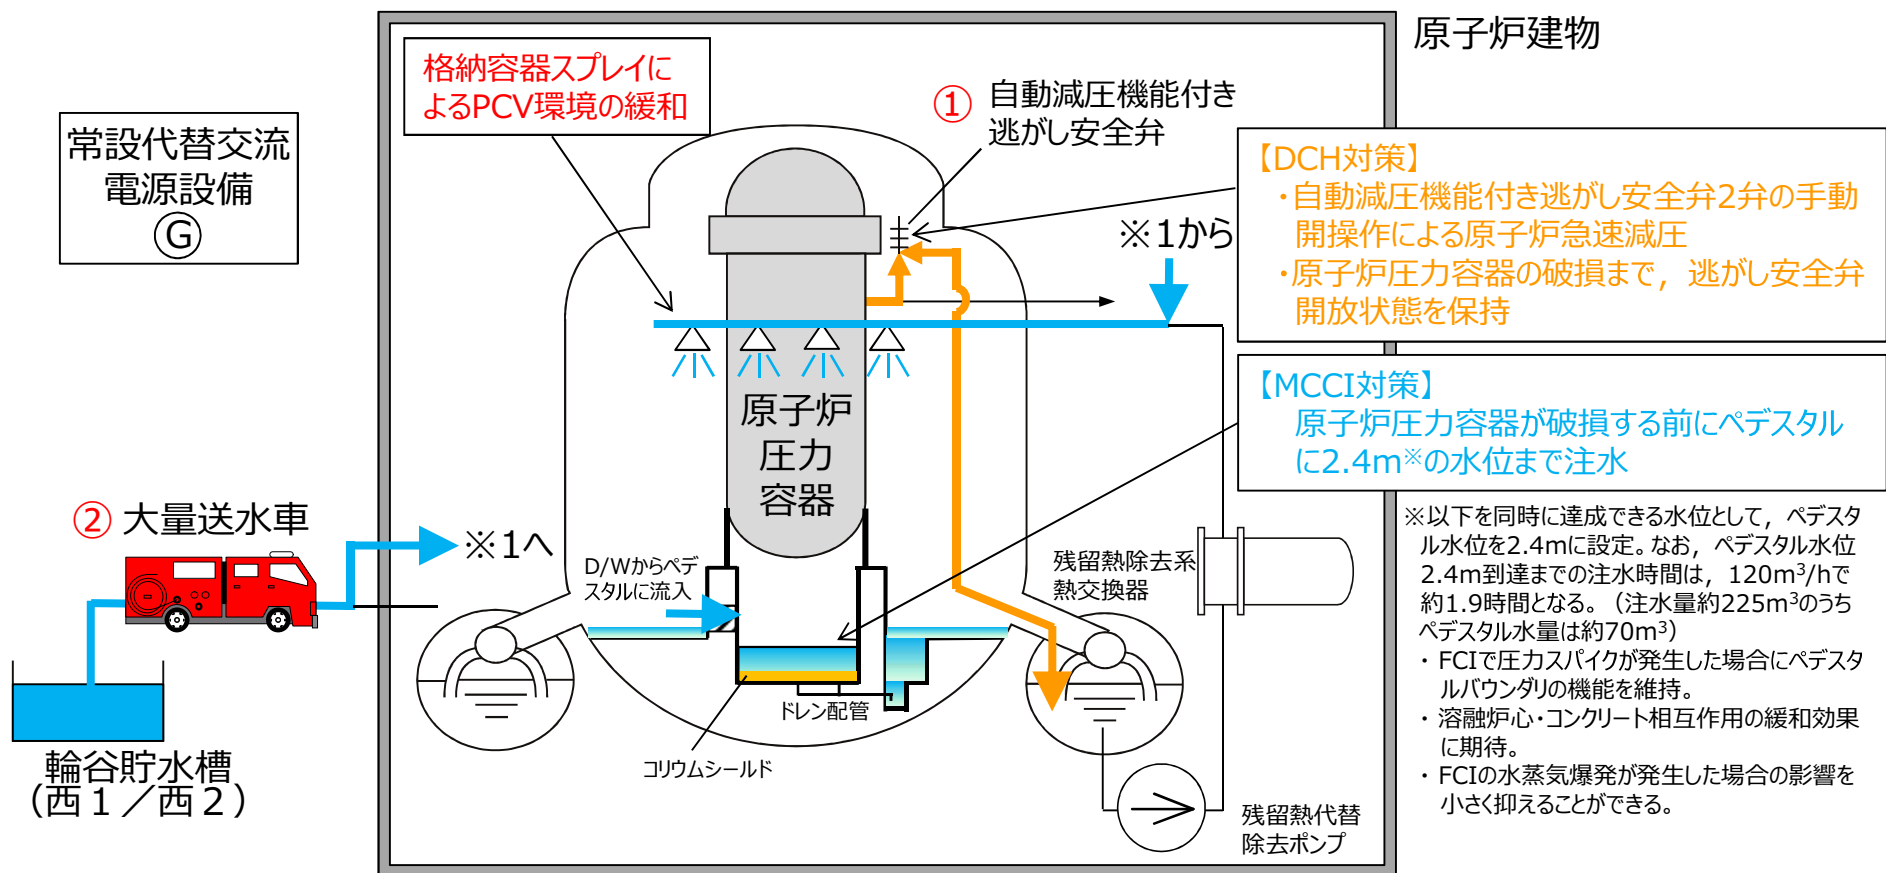 原子炉建物
格納容器スプレイに
よるPCV環境の緩和
① 自動減圧機能付き
逃がし安全弁
常設代替交流
電源設備
G
【DCH対策】
・自動減圧機能付き逃がし安全弁2弁の手動
開操作による原子炉急速減圧
・原子炉圧力容器の破損まで，逃がし安全弁
開放状態を保持
※1から
【MCCI対策】
原子炉圧力容器が破損する前にペデスタル
に2.4m※の水位まで注水
原子炉
圧力
容器
② 大量送水車
※1へ
D/Wからペデ
スタルに流入
残留熱除去系
熱交換器
※以下を同時に達成できる水位として，ペデスタ
ル水位を2.4mに設定。なお，ペデスタル水位
2.4m到達までの注水時間は，120m³/hで
約1.9時間となる。（注水量約225m³のうち
ペデスタル水量は約70m³）
・ FCIで圧力スパイクが発生した場合にペデスタ
ルバウンダリの機能を維持。
・ 溶融炉心・コンクリート相互作用の緩和効果
に期待。
・ FCIの水蒸気爆発が発生した場合の影響を
小さく抑えることができる。
ドレン配管
コリウムシールド
輪谷貯水槽
（西１／西２）
残留熱代替
除去ポンプ